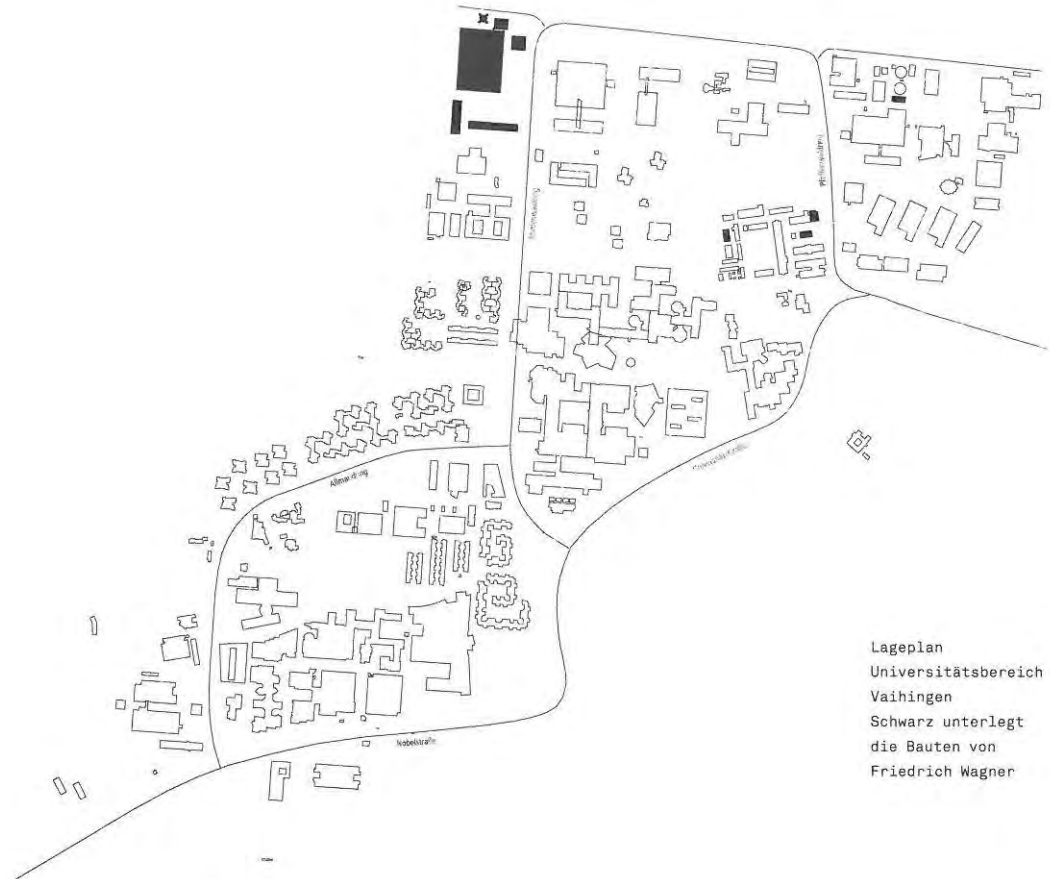 Allmandring
Nobelstraße
Lageplan
Universitätsbereich
Vaihingen
Schwarz unterlegt
die Bauten von
Friedrich Wagner